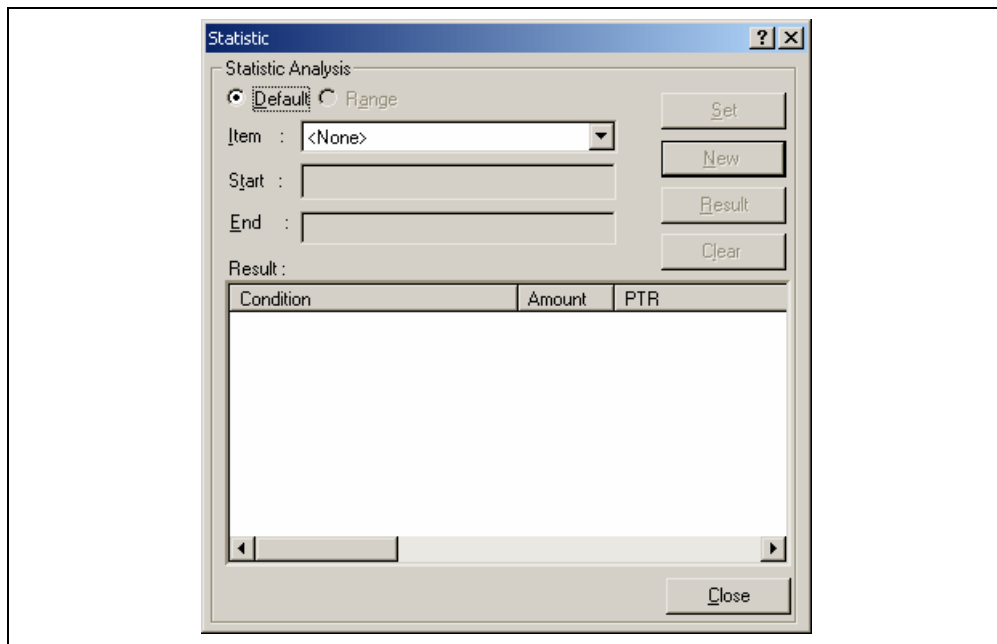 Statistic
Statistic Analysis
Default Range
Set
Item : <None>
New
Start :
Result
End :
Clear
Result :
Condition Amount PTR
Close